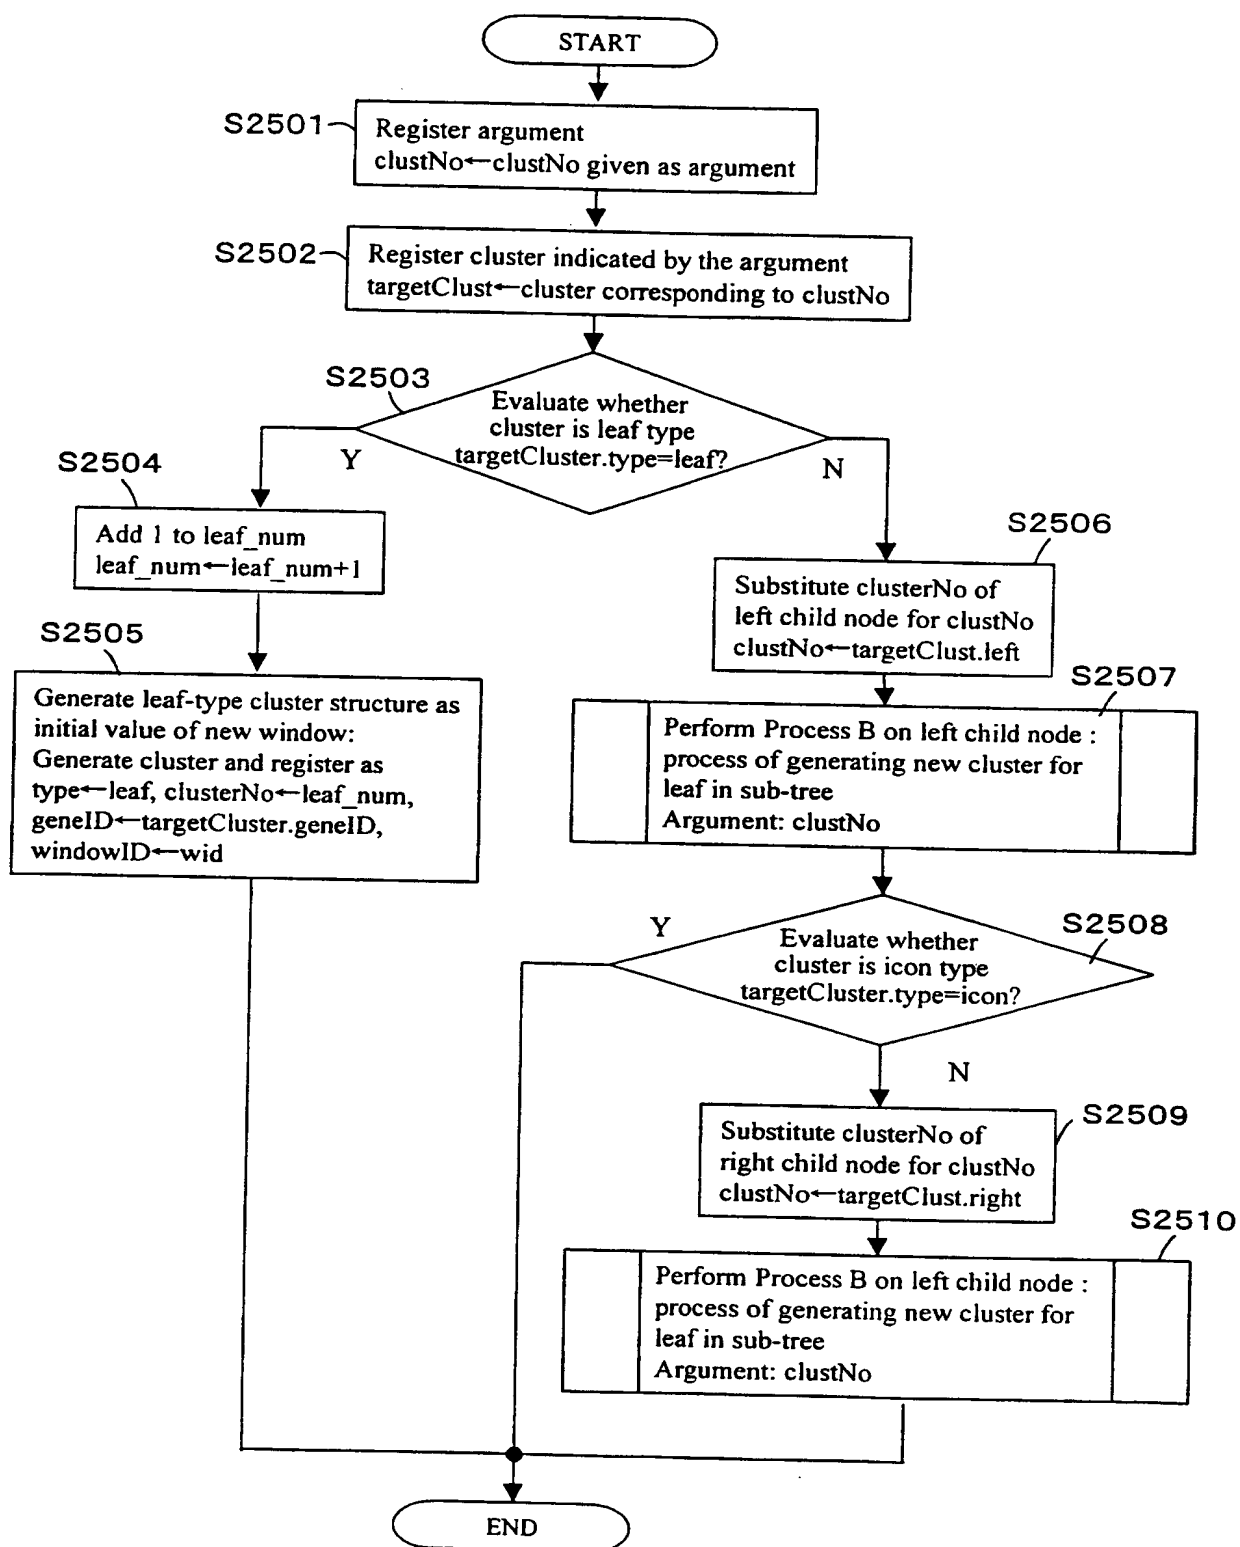 START
S2501
Register argument
clustNo←clustNo given as argument
S2502
Register cluster indicated by the argument
targetClust←cluster corresponding to clustNo
S2503
Evaluate whether
cluster is leaf type
targetCluster.type=leaf?
Y
N
S2504
Add 1 to leaf_num
leaf_num←leaf_num+1
S2505
Generate leaf-type cluster structure as
initial value of new window:
Generate cluster and register as
type←leaf, clusterNo←leaf_num,
geneID←targetCluster.geneID,
windowID←wid
S2506
Substitute clusterNo of
left child node for clustNo
clustNo←targetClust.left
S2507
Perform Process B on left child node :
process of generating new cluster for
leaf in sub-tree
Argument: clustNo
S2508
Evaluate whether
cluster is icon type
targetCluster.type=icon?
Y
N
S2509
Substitute clusterNo of
right child node for clustNo
clustNo←targetClust.right
S2510
Perform Process B on left child node :
process of generating new cluster for
leaf in sub-tree
Argument: clustNo
END